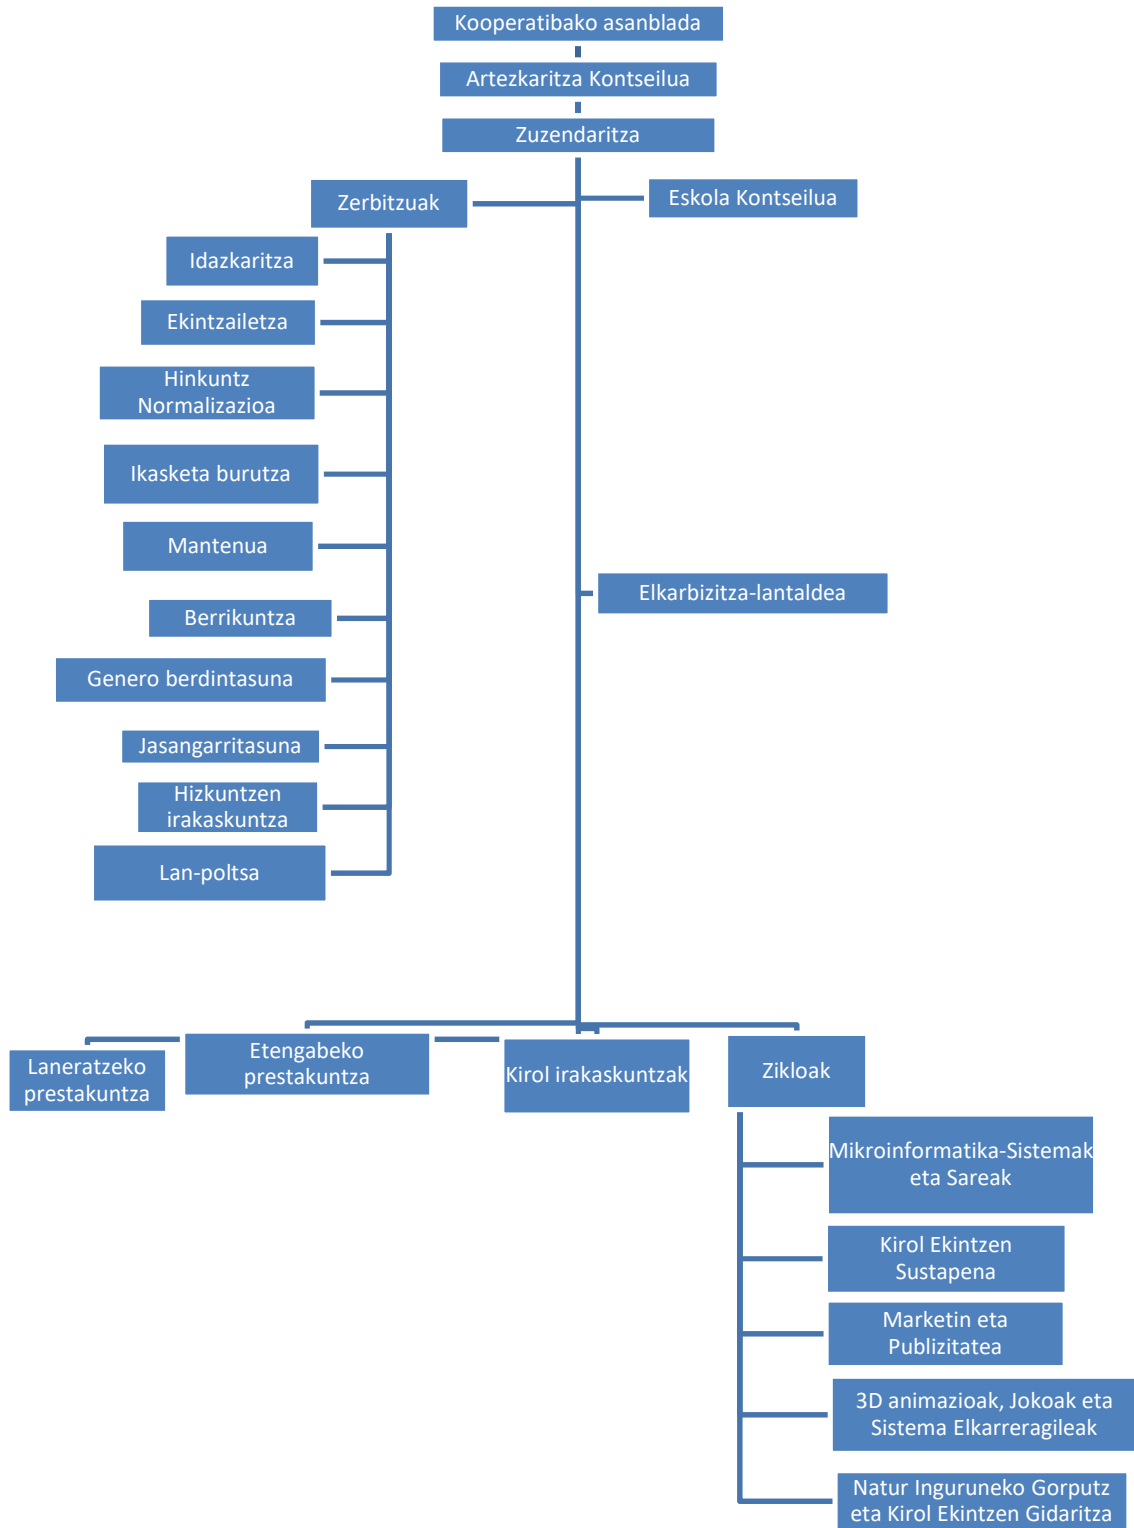 Kooperatibako asanblada
Artezkaritza Kontseilua
Zuzendaritza
Zerbitzuak
Eskola Kontseilua
Idazkaritza
Ekintzailetza
Hinkuntz
Normalizazioa
Ikasketa burutza
Mantenua
Elkarbizitza-lantaldea
Berrikuntza
Genero berdintasuna
Jasangarritasuna
Hizkuntzen
irakaskuntza
Lan-poltsa
Laneratzeko
prestakuntza
Etengabeko
prestakuntza
Kirol irakaskuntzak
Zikloak
Mikroinformatika-Sistemak
eta Sareak
Kirol Ekintzen
Sustapena
Marketin eta
Publizitatea
3D animazioak, Jokoak eta
Sistema Elkarreragileak
Natur Inguruneko Gorputz
eta Kirol Ekintzen Gidaritza